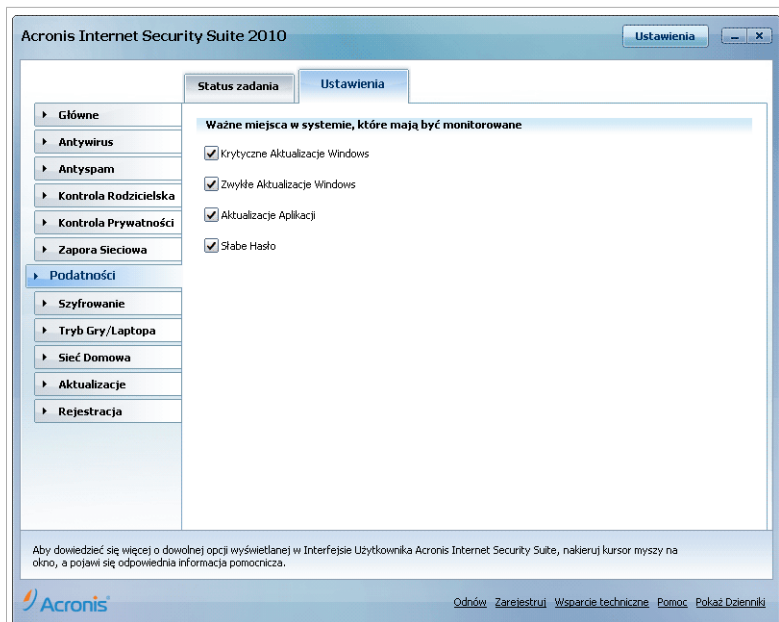 Acronis Internet Security Suite 2010
Ustawienia
Status zadania
Ustawienia
Główne
Antywirus
Antyspam
Kontrola Rodzicielska
Kontrola Prywatności
Zapora Sieciowa
Podatności
Szyfrowanie
Tryb Gry/Laptopa
Sieć Domowa
Aktualizacje
Rejestracja
Ważne miejsca w systemie, które mają być monitorowane
Krytyczne Aktualizacje Windows
Zwykłe Aktualizacje Windows
Aktualizacje Aplikacji
Słabe Hasło
Aby dowiedzieć się więcej o dowolnej opcji wyświetlanej w Interfejsie Użytkownika Acronis Internet Security Suite, nakieruj kursor myszy na
okno, a pojawi się odpowiednia informacja pomocnicza.
Acronis
Odnów Zarejestruj Wsparcie techniczne Pomoc Pokaż Dzienniki